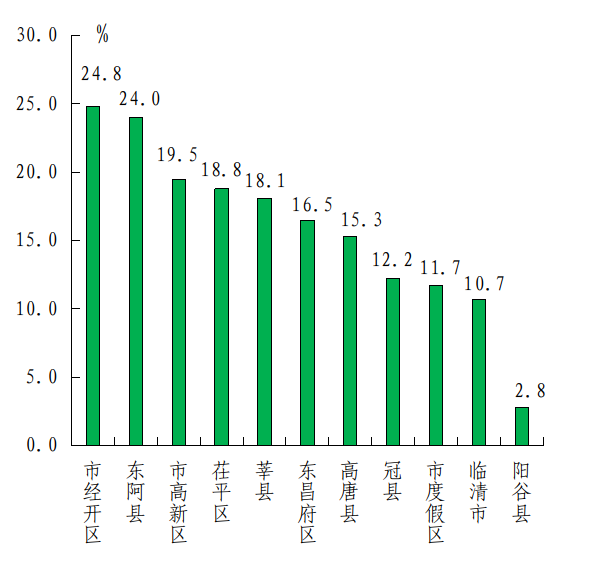 30.0 %
25.0
20.0
15.0
10.0
5.0
0.0
24.8
24.0
19.5
18.8
18.1
16.5
15.3
12.2
11.7
10.7
2.8
市经开区
东阿县
市高新区
茌平区
莘县
东昌府区
高唐县
冠县
市度假区
临清市
阳谷县